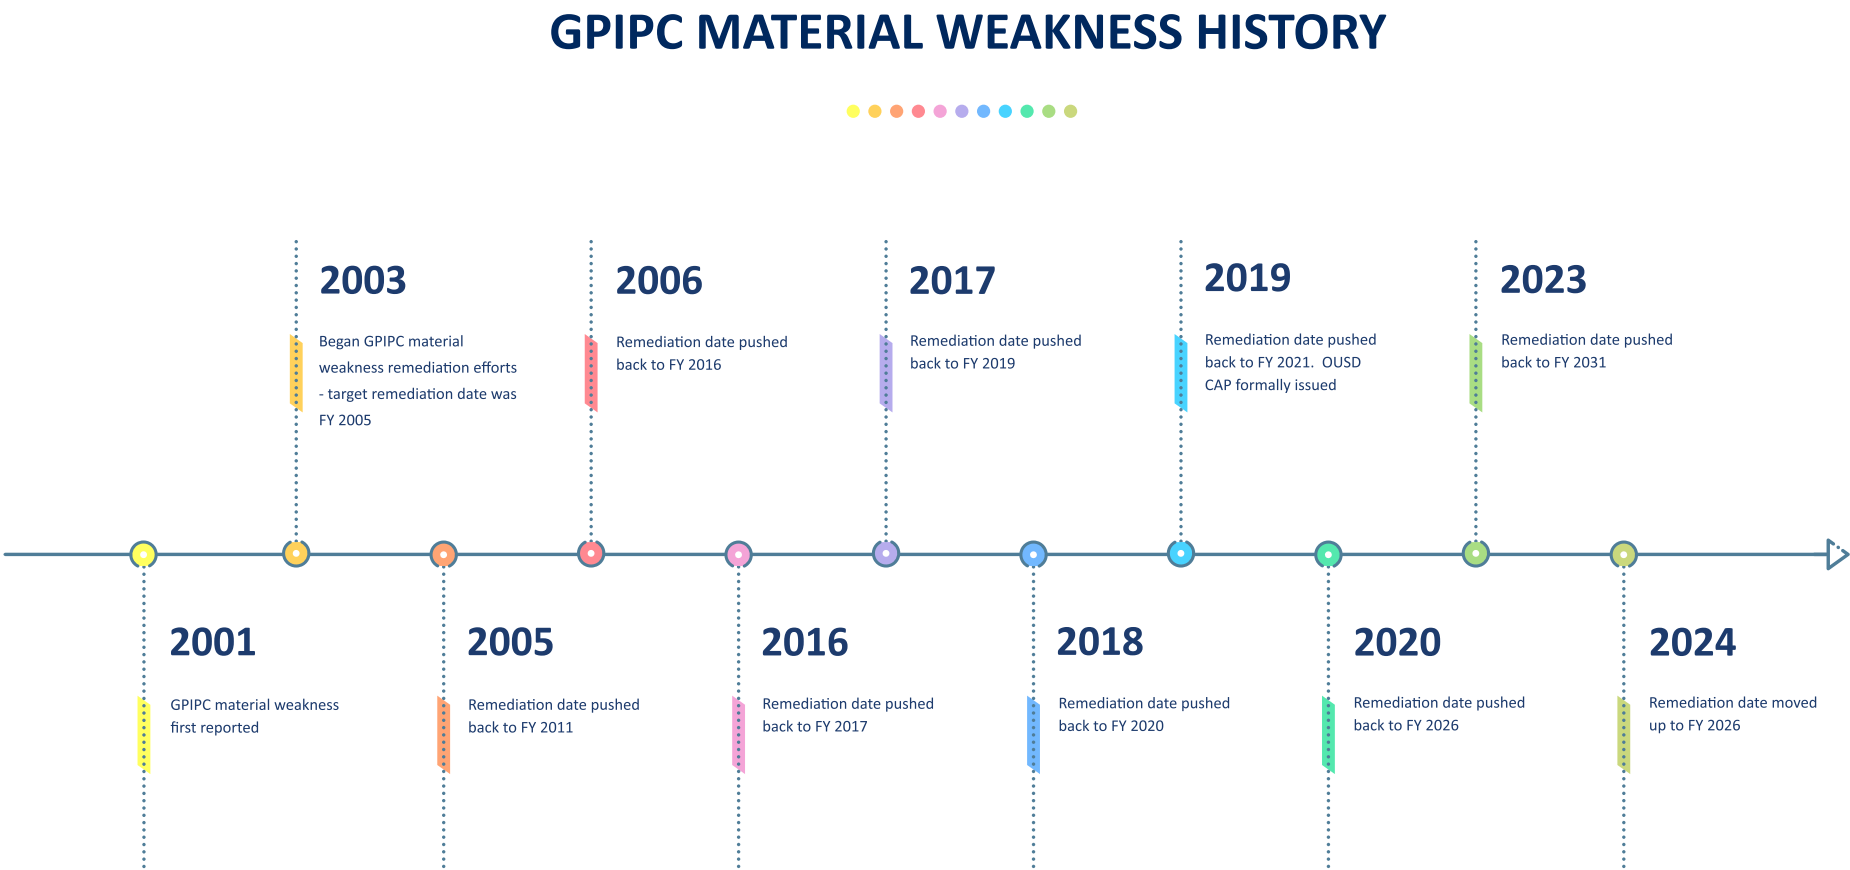 GPIPC MATERIAL WEAKNESS HISTORY
2003
Began GPIPC material
weakness remediation efforts
- target remediation date was
FY 2005
2006
Remediation date pushed
back to FY 2016
2017
Remediation date pushed
back to FY 2019
2019
Remediation date pushed
back to FY 2021.  OUSD
CAP formally issued
2023
Remediation date pushed
back to FY 2031
2001
GPIPC material weakness
first reported
2005
Remediation date pushed
back to FY 2011
2016
Remediation date pushed
back to FY 2017
2018
Remediation date pushed
back to FY 2020
2020
Remediation date pushed
back to FY 2026
2024
Remediation date moved
up to FY 2026